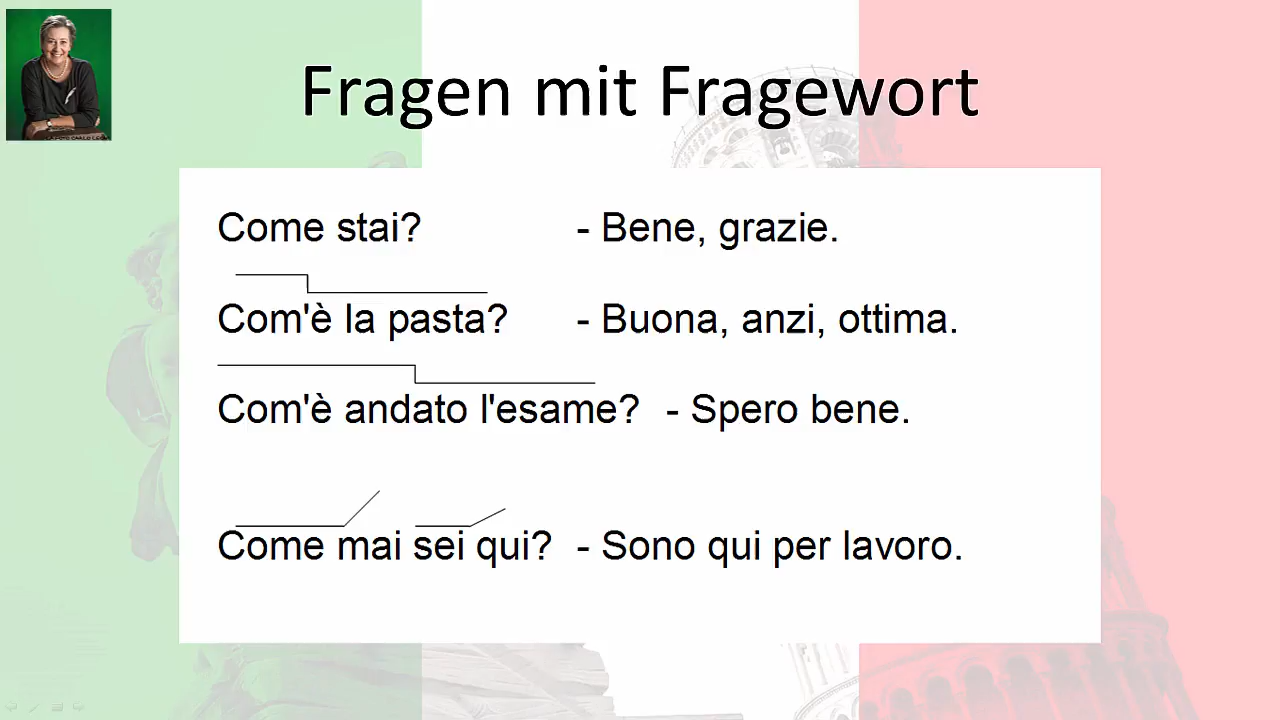 Fragen mit Fragewort
Come stai? - Bene, grazie.
Com'è la pasta? - Buona, anzi, ottima.
Com'è andato l'esame? - Spero bene.
Come mai sei qui? - Sono qui per lavoro.